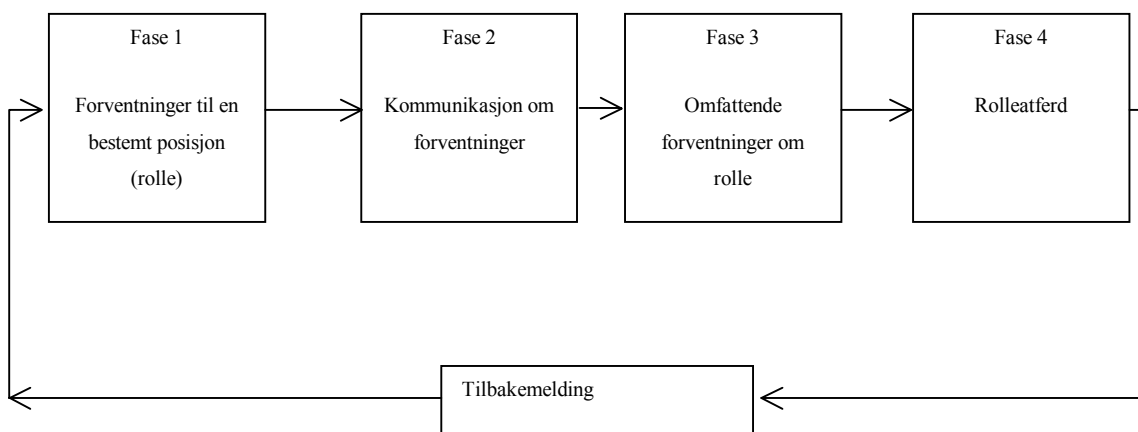 Fase 1
Forventninger til en
bestemt posisjon
(rolle)
Fase 2
Kommunikasjon om
forventninger
Fase 3
Omfattende
forventninger om
rolle
Fase 4
Rolleatferd
Tilbakemelding